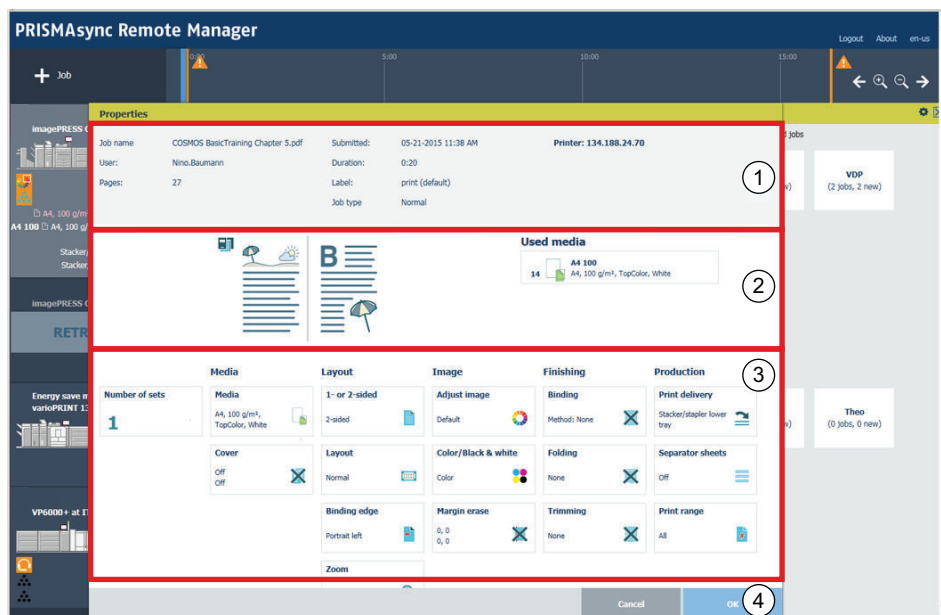 PRISMAsync Remote Manager
Logout About en-us
+ Job
0:00 5:00 10:00 15:00
Properties
imagePRESS C
Job name COSMOS BasicTraining Chapter 5.pdf Submitted: 05-21-2015 11:38 AM Printer: 134.188.24.70
User: Nino.Baumann Duration: 0:20
Pages: 27 Label: print (default)
Job type Normal
1
d jobs
w)
VDP
(2 jobs, 2 new)
A4, 100 g/m
A4 100 A4, 100 g/
Stacker/
Stacker
B
Used media
14 A4 100
A4, 100 g/m², TopColor, White
2
imagePRESS C
RETR
3
Media Layout Image Finishing Production
Number of sets
1
Media
A4, 100 g/m²,
TopColor, White
1- or 2-sided
2-sided
Adjust image
Default
Binding
Method: None
Print delivery
Stacker/stapler lower
tray
Cover
Off
Off
Layout
Normal
Color/Black & white
Color
Folding
None
Separator sheets
Off
Binding edge
Portrait left
Margin erase
0, 0
0, 0
Trimming
None
Print range
All
Zoom
Energy save m
varioPRINT 13
w)
Theo
(0 jobs, 0 new)
VP6000+ at IT
Cancel OK
4